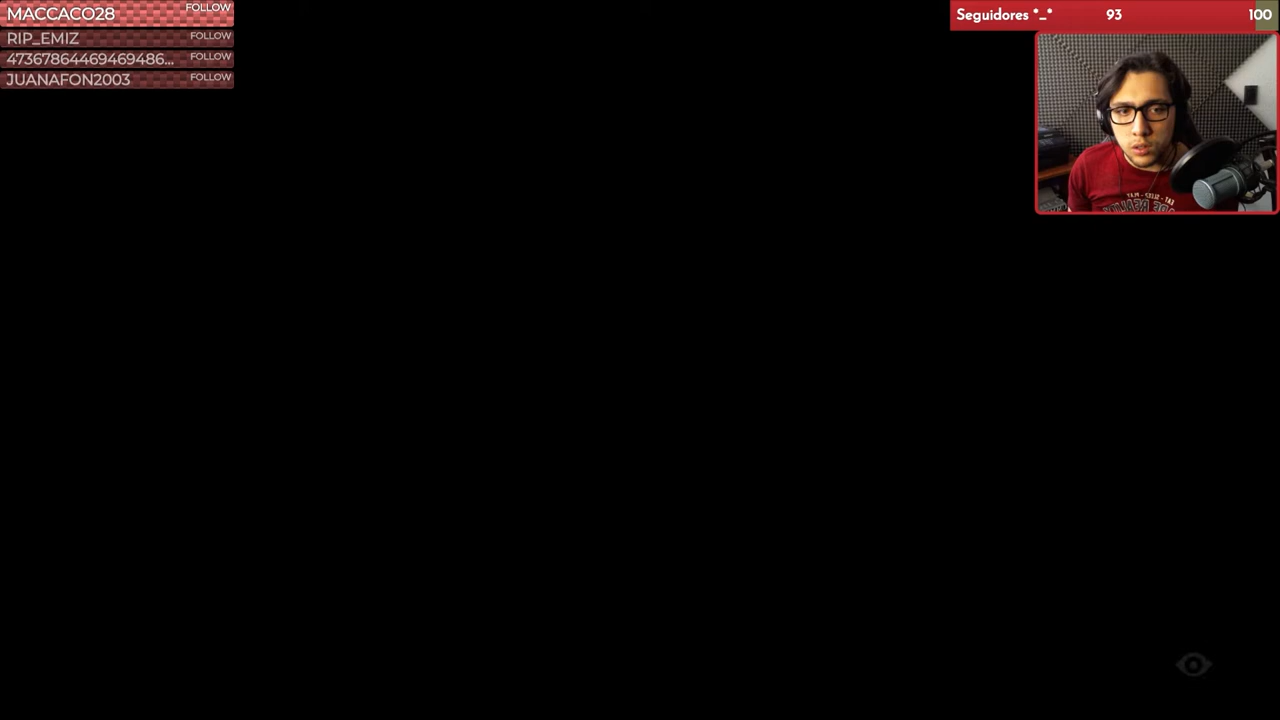 MACCACO28 FOLLOW
RIP_EMIZ FOLLOW
47367864469469486... FOLLOW
JUANAFON2003 FOLLOW
Seguidores *_* 93 100